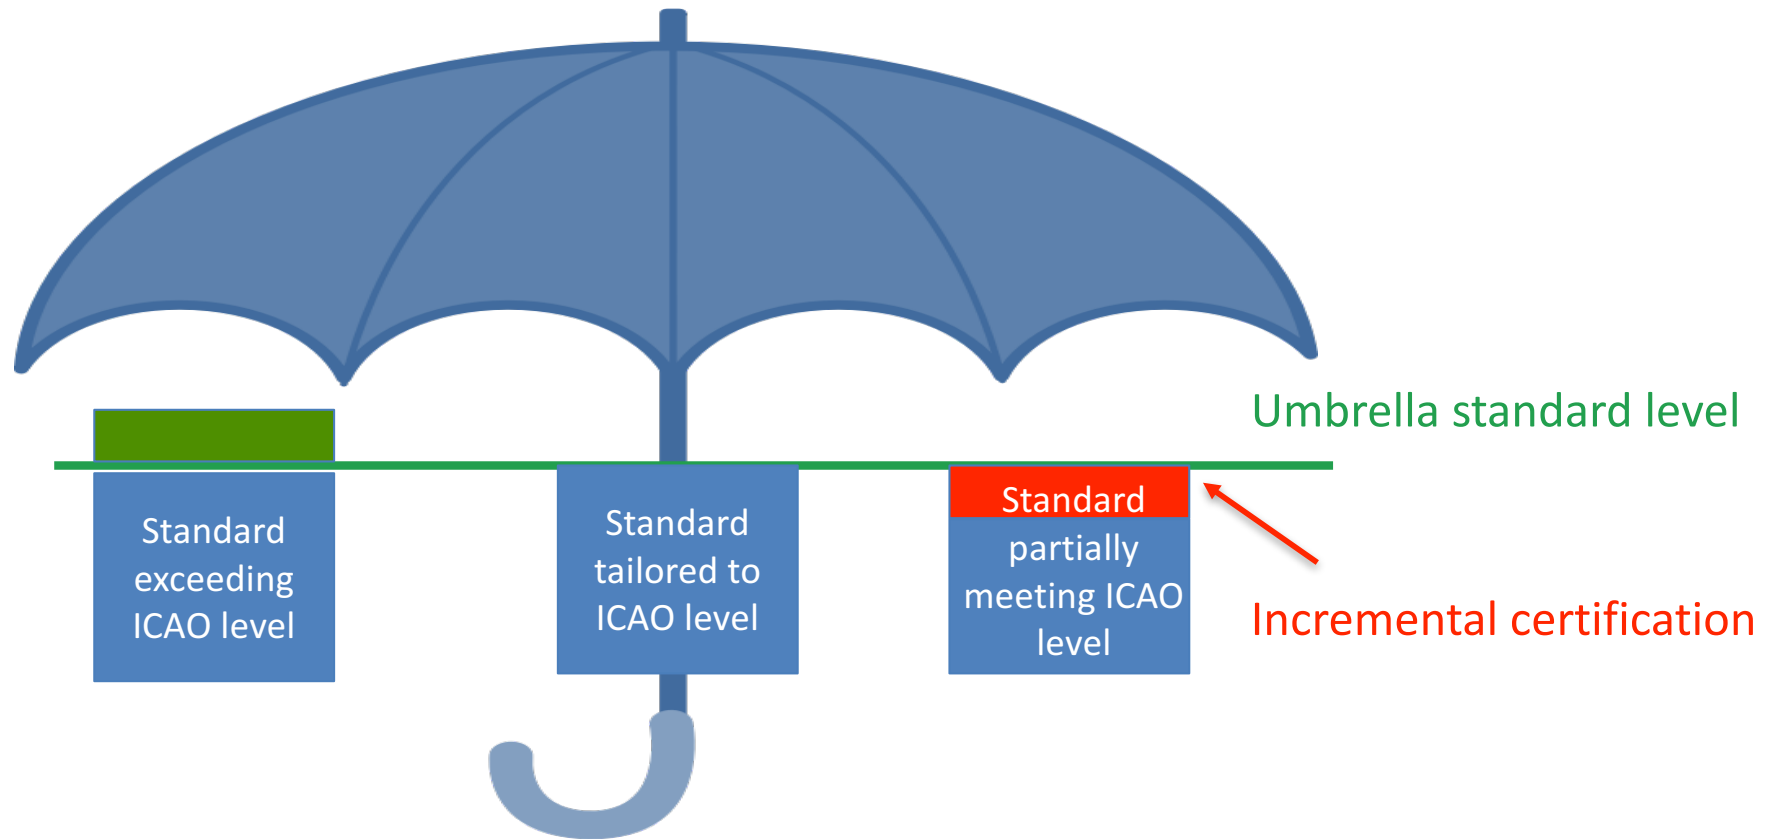 Umbrella standard level
Standard
exceeding
ICAO level
Standard
tailored to
ICAO level
Standard
partially
meeting ICAO
level
Incremental certification